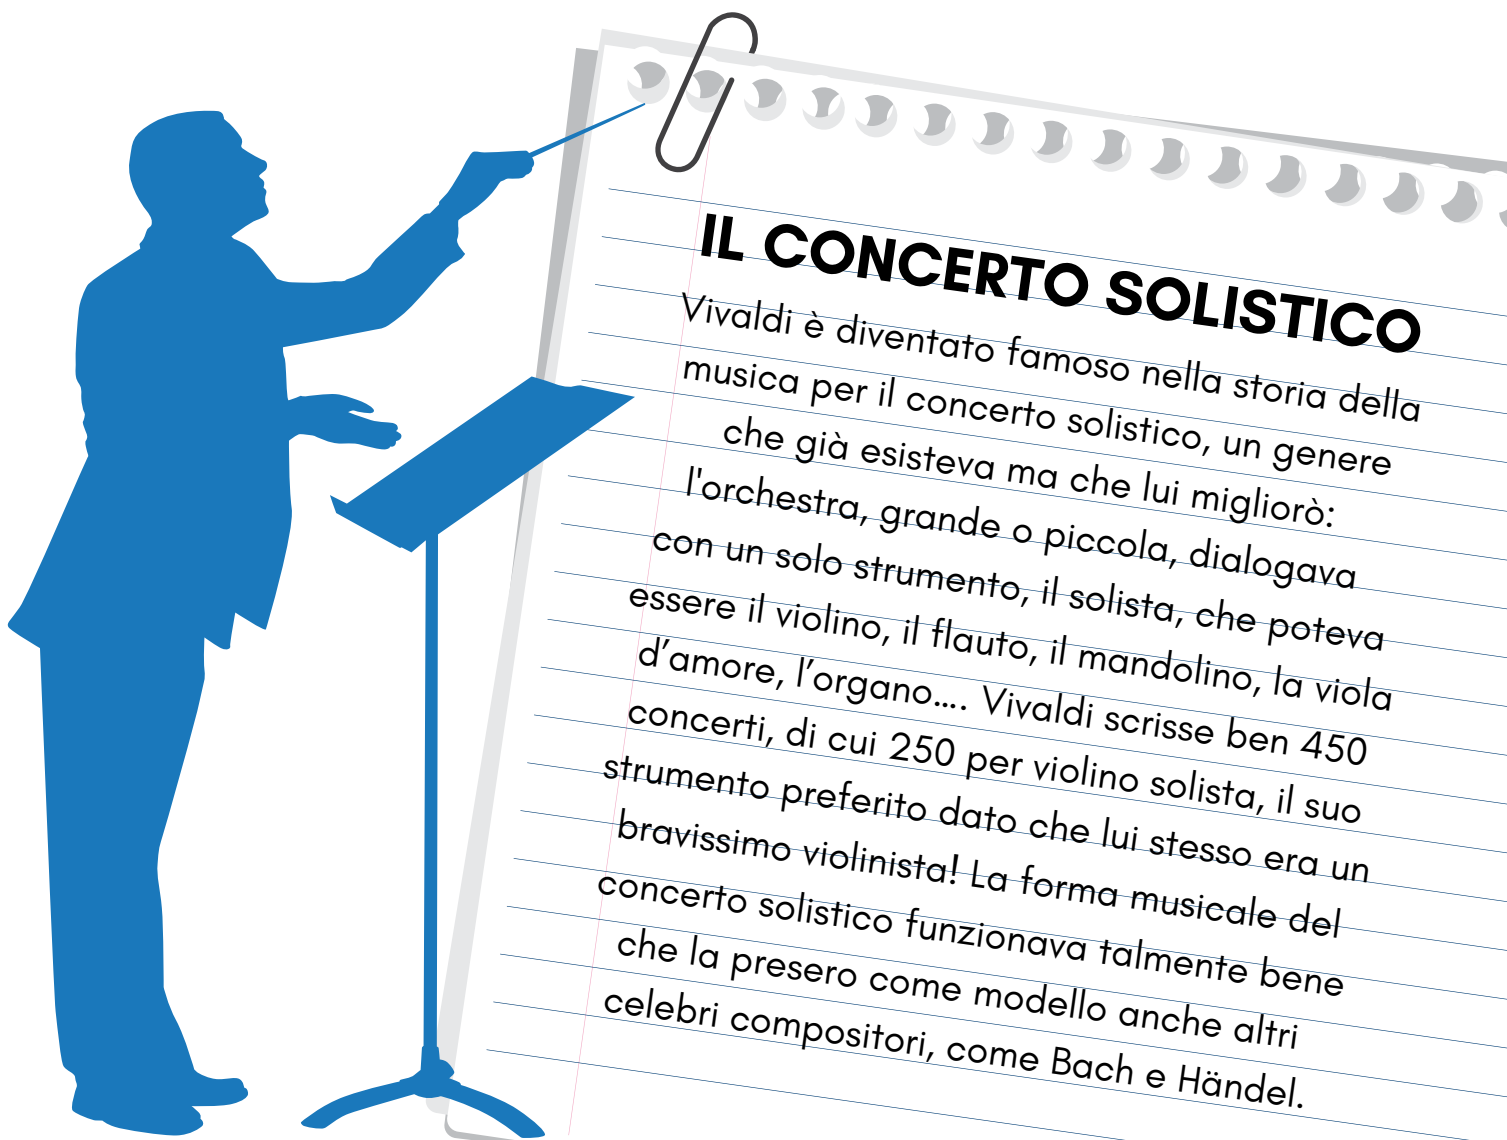 IL CONCERTO SOLISTICO
Vivaldi è diventato famoso nella storia della
musica per il concerto solistico, un genere
che già esisteva ma che lui migliorò:
l'orchestra, grande o piccola, dialogava
con un solo strumento, il solista, che poteva
essere il violino, il flauto, il mandolino, la viola
d’amore, l’organo…. Vivaldi scrisse ben 450
concerti, di cui 250 per violino solista, il suo
strumento preferito dato che lui stesso era un
bravissimo violinista! La forma musicale del
concerto solistico funzionava talmente bene
che la presero come modello anche altri
celebri compositori, come Bach e Händel.